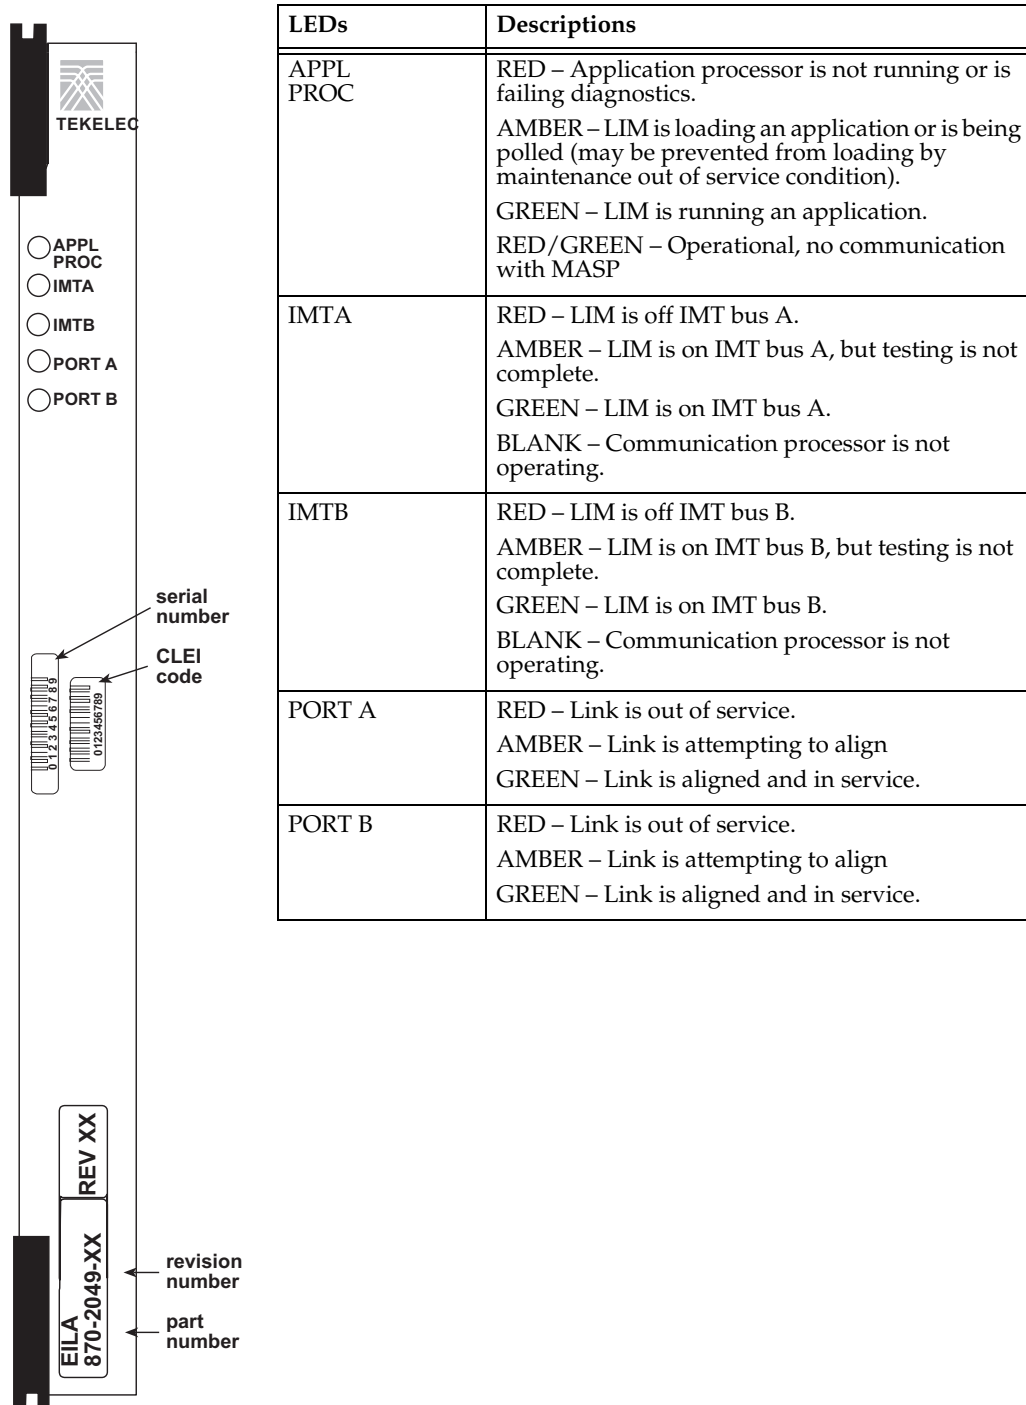 TEKELEC
APPL
PROC
IMTA
IMTB
PORT A
PORT B
serial
number
CLEI
code
0 1 2 3 4 5 6 7 8 9
0123456789
REV XX
EILA
870-2049-XX
revision
number
part
number
LEDs Descriptions
APPL
PROC
RED – Application processor is not running or is
failing diagnostics.
AMBER – LIM is loading an application or is being
polled (may be prevented from loading by
maintenance out of service condition).
GREEN – LIM is running an application.
RED/GREEN – Operational, no communication
with MASP
IMTA
RED – LIM is off IMT bus A.
AMBER – LIM is on IMT bus A, but testing is not
complete.
GREEN – LIM is on IMT bus A.
BLANK – Communication processor is not
operating.
IMTB
RED – LIM is off IMT bus B.
AMBER – LIM is on IMT bus B, but testing is not
complete.
GREEN – LIM is on IMT bus B.
BLANK – Communication processor is not
operating.
PORT A
RED – Link is out of service.
AMBER – Link is attempting to align
GREEN – Link is aligned and in service.
PORT B
RED – Link is out of service.
AMBER – Link is attempting to align
GREEN – Link is aligned and in service.